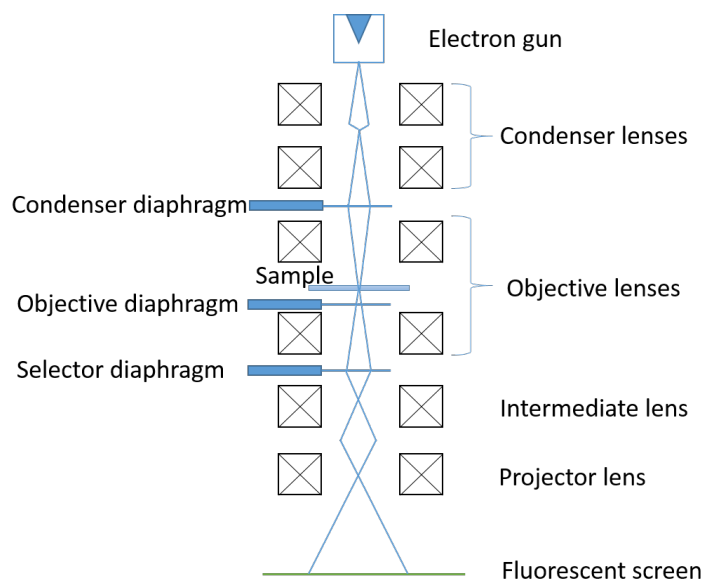 Electron gun
Condenser lenses
Condenser diaphragm
Sample
Objective lenses
Objective diaphragm
Selector diaphragm
Intermediate lens
Projector lens
Fluorescent screen